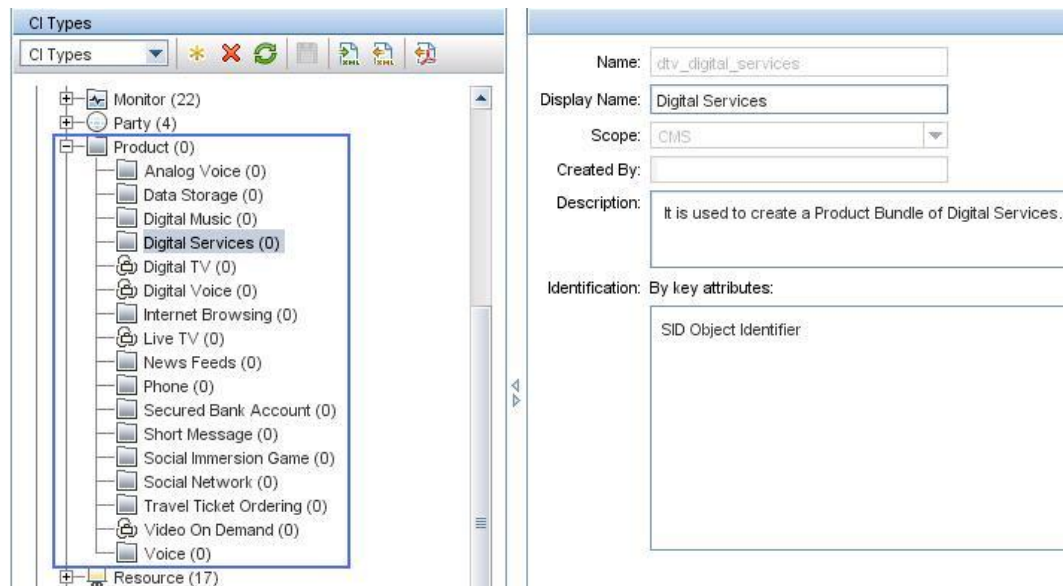 CI Types
CI Types
XML
XML
Monitor (22)
Party (4)
Product (0)
Analog Voice (0)
Data Storage (0)
Digital Music (0)
Digital Services (0)
Digital TV (0)
Digital Voice (0)
Internet Browsing (0)
Live TV (0)
News Feeds (0)
Phone (0)
Secured Bank Account (0)
Short Message (0)
Social Immersion Game (0)
Social Network (0)
Travel Ticket Ordering (0)
Video On Demand (0)
Voice (0)
Resource (17)
Name: dtv_digital_services
Display Name: Digital Services
Scope: CMS
Created By:
Description: It is used to create a Product Bundle of Digital Services.
Identification: By key attributes:
SID Object Identifier